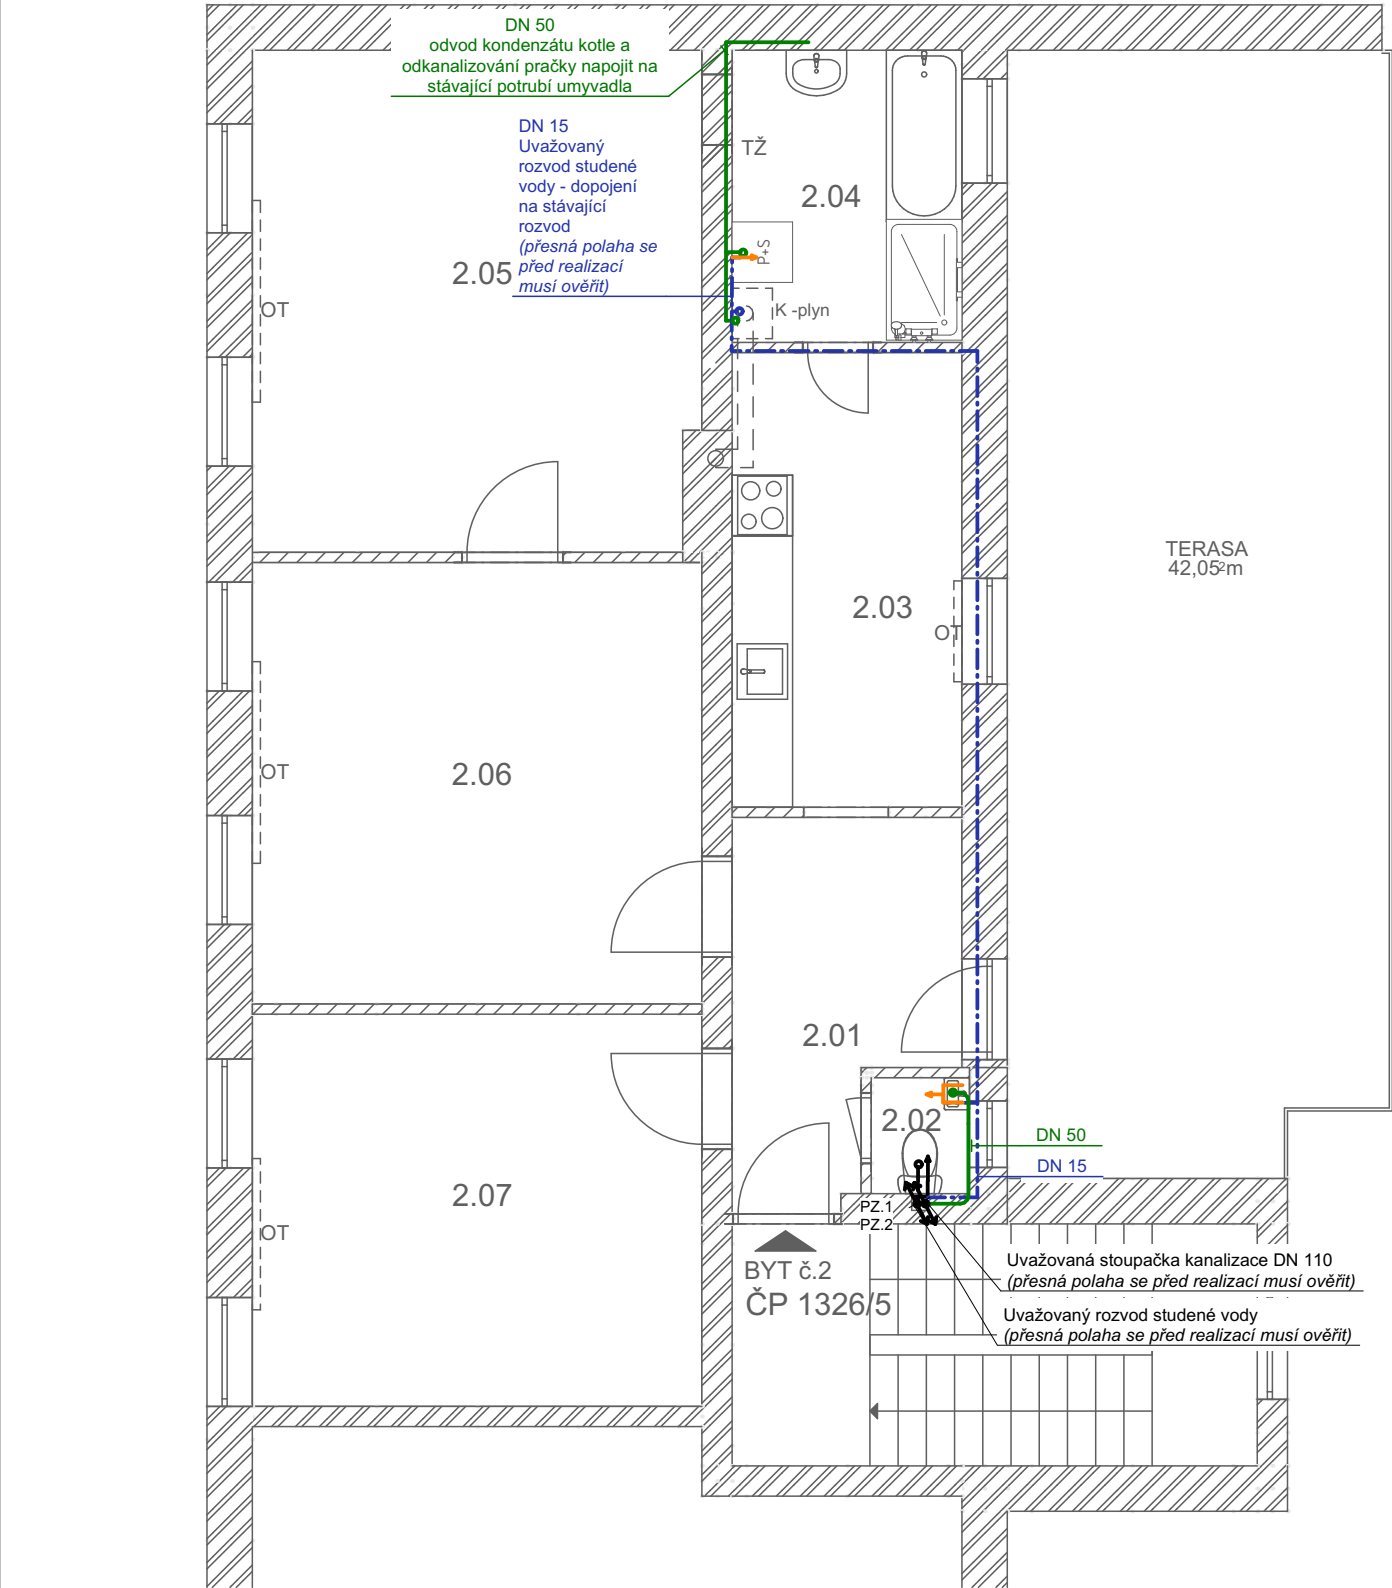 DN 50
odvod kondenzátu kotle a
odkanalizování pračky napojit na
stávající potrubí umyvadla
DN 15
Uvažovaný
rozvod studené
vody - dopojení
na stávající
rozvod
(přesná polaha se
před realizací
musí ověřit)
TŽ
2.04
P+S
K -plyn
2.05
OT
TERASA
42,05²m
2.03
OT
2.06
OT
2.01
2.02
DN 50
DN 15
2.07
OT
PZ.1
PZ.2
BYT č.2
ČP 1326/5
Uvažovaná stoupačka kanalizace DN 110
(přesná polaha se před realizací musí ověřit)
Uvažovaný rozvod studené vody
(přesná polaha se před realizací musí ověřit)